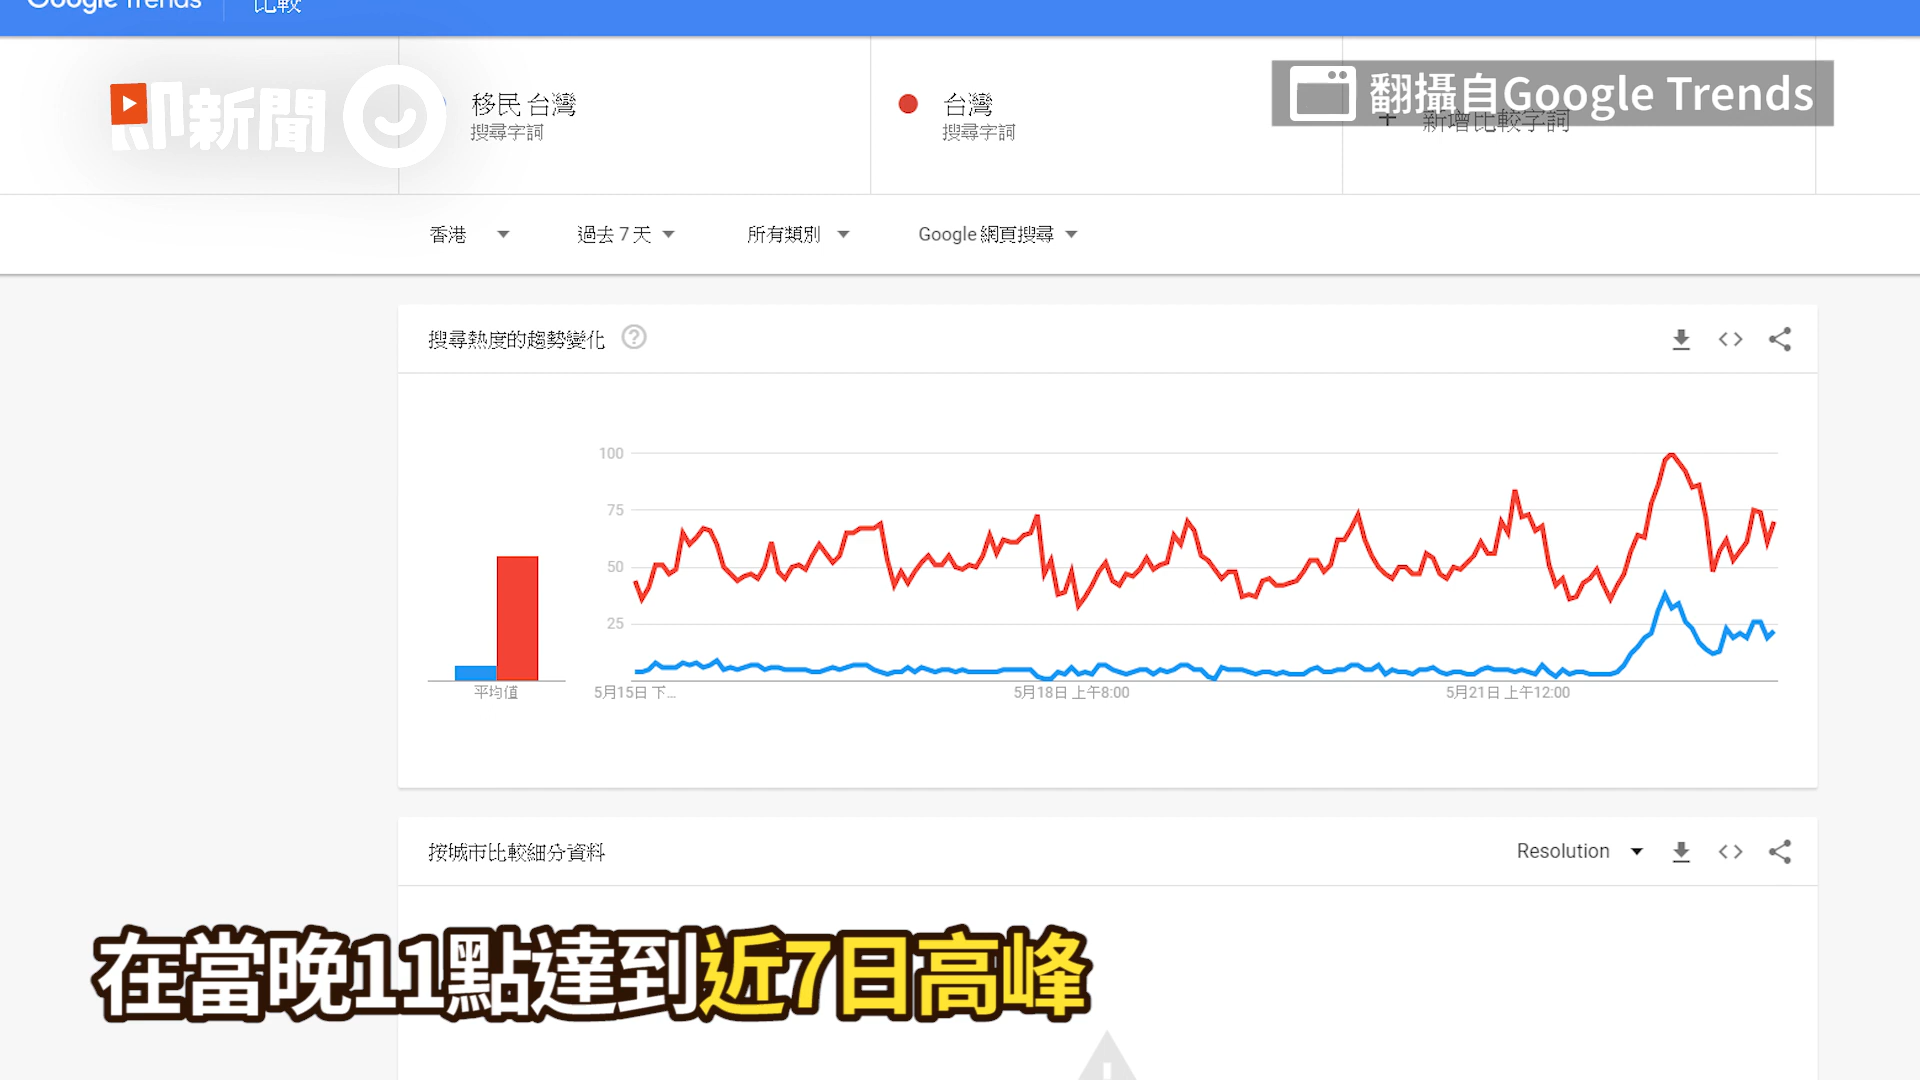 Google Trends
比較
即新聞
移民 台灣
搜尋字詞
台灣
搜尋字詞
翻攝自Google Trends
+ 新增比較字詞
香港
過去 7 天
所有類別
Google 網頁搜尋
搜尋熱度的趨勢變化
100
75
50
25
平均值
5月15日 下…
5月18日 上午8:00
5月21日 上午12:00
按城市比較細分資料
Resolution
在當晚11點達到近7日高峰